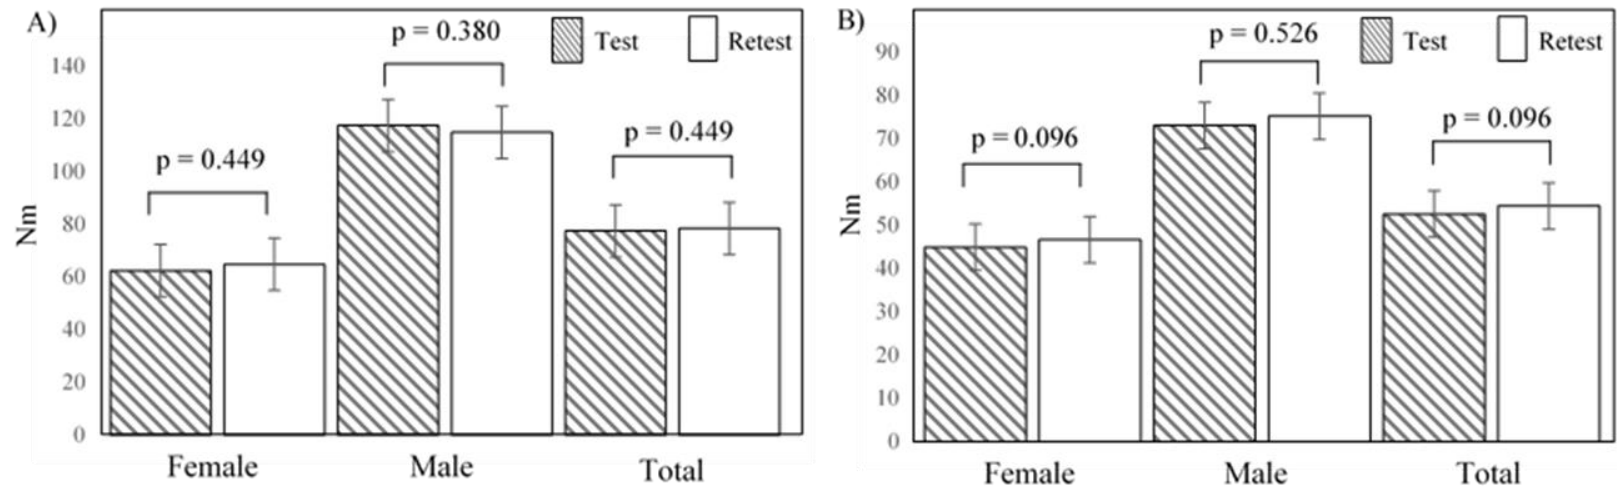 A)
Test
Retest
p = 0.380
p = 0.449
p = 0.449
Nm
140
120
100
80
60
40
20
0
Female
Male
Total
B)
Test
Retest
p = 0.526
p = 0.096
p = 0.096
Nm
90
80
70
60
50
40
30
20
10
0
Female
Male
Total